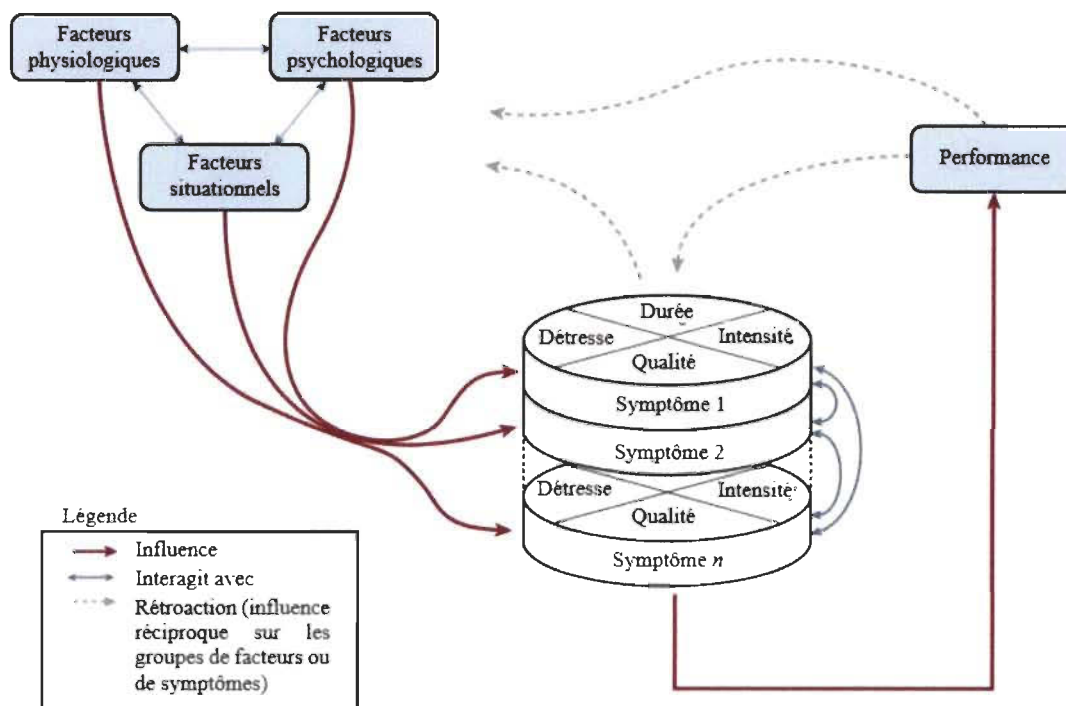 Facteurs
physiologiques
Facteurs
psychologiques
Facteurs
situationnels
Performance
Durée
Détresse
Intensité
Qualité
Symptôme 1
Symptôme 2
Détresse
Intensité
Qualité
Symptôme n
Légende
Influence
Interagit avec
Rétroaction (influence
réciproque sur les
groupes de facteurs ou
de symptômes)